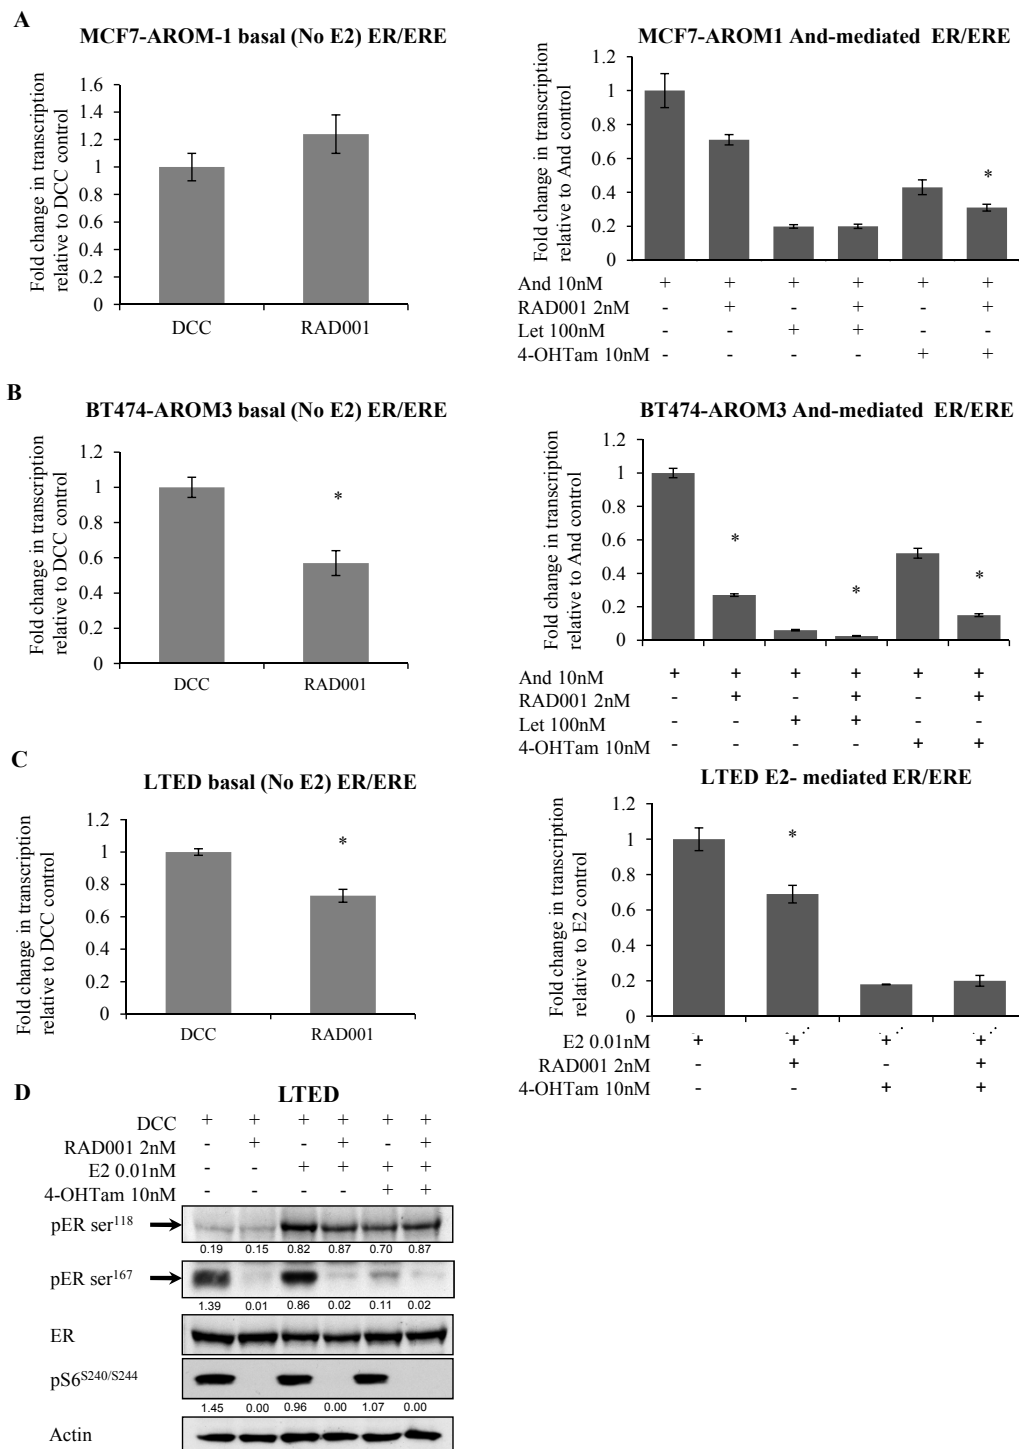 A
MCF7-AROM-1 basal (No E2) ER/ERE
Fold change in transcription
relative to DCC control
1.6
1.4
1.2
1
0.8
0.6
0.4
0.2
0
DCC RAD001
MCF7-AROM1 And-mediated ER/ERE
Fold change in transcription
relative to And control
1
0.8
0.6
0.4
0.2
0
*
And 10nM + + + + + +
RAD001 2nM - + - + - +
Let 100nM - - + + - -
4-OHTam 10nM - - - - + +
B
BT474-AROM3 basal (No E2) ER/ERE
Fold change in transcription
relative to DCC control
1.2
1
0.8
0.6
0.4
0.2
0
*
DCC RAD001
BT474-AROM3 And-mediated ER/ERE
Fold change in transcription
relative to And control
1.2
1
0.8
0.6
0.4
0.2
0
* * *
And 10nM + + + + + +
RAD001 2nM - + - + - +
Let 100nM - - + + - -
4-OHTam 10nM - - - - + +
C
LTED basal (No E2) ER/ERE
Fold change in transcription
relative to DCC control
1.2
1
0.8
0.6
0.4
0.2
0
*
DCC RAD001
LTED E2- mediated ER/ERE
Fold change in transcription
relative to E2 control
1.2
1
0.8
0.6
0.4
0.2
0
*
E2 0.01nM + + + +
RAD001 2nM - + - +
4-OHTam 10nM - - + +
D
LTED
DCC + + + + + +
RAD001 2nM - + - + - +
E2 0.01nM - - + + + +
4-OHTam 10nM - - - - + +
pER ser118
0.19 0.15 0.82 0.87 0.70 0.87
pER ser167
1.39 0.01 0.86 0.02 0.11 0.02
ER
pS6S240/S244
1.45 0.00 0.96 0.00 1.07 0.00
Actin